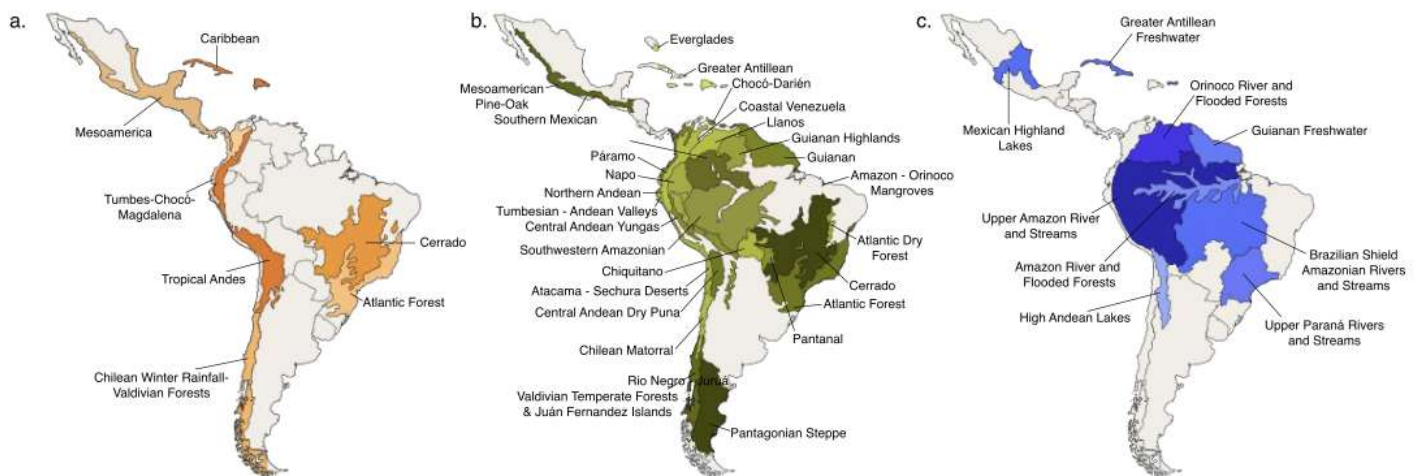 a.
Caribbean
Mesoamerica
Tumbes-Chocó-
Magdalena
Tropical Andes
Cerrado
Atlantic Forest
Chilean Winter Rainfall-
Valdivian Forests
b.
Everglades
Greater Antillean
Mesoamerican
Pine-Oak
Southern Mexican
Chocó-Darién
Coastal Venezuela
Llanos
Guianan Highlands
Páramo
Guianan
Napo
Amazon - Orinoco
Mangroves
Northern Andean
Tumbesian - Andean Valleys
Central Andean Yungas
Southwestern Amazonian
Atlantic Dry
Forest
Chiquitano
Cerrado
Atacama - Sechura Deserts
Central Andean Dry Puna
Atlantic Forest
Pantanal
Chilean Matorral
Rio Negro - Juruá
Valdivian Temperate Forests
& Juán Fernandez Islands
Pantagonian Steppe
c.
Greater Antillean
Freshwater
Orinoco River and
Flooded Forests
Mexican Highland
Lakes
Guianan Freshwater
Upper Amazon River
and Streams
Amazon River and
Flooded Forests
Brazilian Shield
Amazonian Rivers
and Streams
High Andean Lakes
Upper Paraná Rivers
and Streams